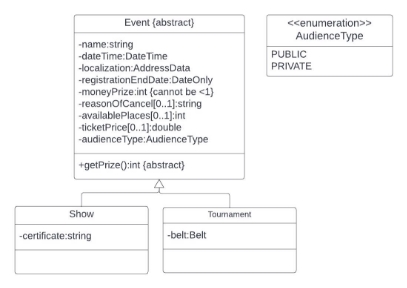 Event {abstract}
-name:string
-dateTime:DateTime
-localization:AddressData
-registrationEndDate:DateOnly
-moneyPrize:int {cannot be <1}
-reasonOfCancel[0..1]:string
-availablePlaces[0..1]:int
-ticketPrice[0..1]:double
-audienceType:AudienceType
+getPrize():int {abstract}
<<enumeration>>
AudienceType
PUBLIC
PRIVATE
Show
-certificate:string
Tournament
-belt:Belt